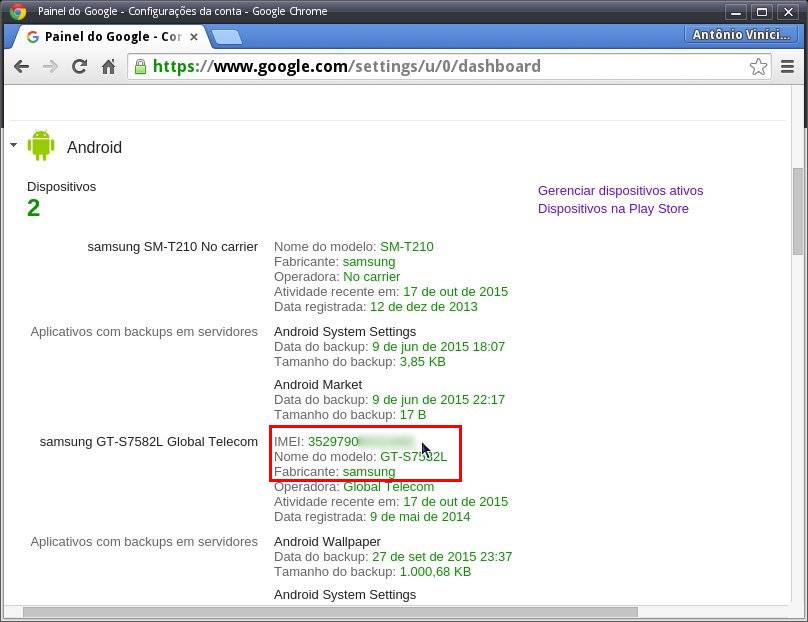 Painel do Google - Configurações da conta - Google Chrome
Painel do Google - Cor
Antônio Viníci...
https://www.google.com/settings/u/0/dashboard
Android
Dispositivos
2
Gerenciar dispositivos ativos
Dispositivos na Play Store
samsung SM-T210 No carrier
Nome do modelo: SM-T210
Fabricante: samsung
Operadora: No carrier
Atividade recente em: 17 de out de 2015
Data registrada: 12 de dez de 2013
Aplicativos com backups em servidores
Android System Settings
Data do backup: 9 de jun de 2015 18:07
Tamanho do backup: 3,85 KB
Android Market
Data do backup: 9 de jun de 2015 22:17
Tamanho do backup: 17 B
samsung GT-S7582L Global Telecom
IMEI: 3529790
Nome do modelo: GT-S7582L
Fabricante: samsung
Operadora: Global Telecom
Atividade recente em: 17 de out de 2015
Data registrada: 9 de mai de 2014
Aplicativos com backups em servidores
Android Wallpaper
Data do backup: 27 de set de 2015 23:37
Tamanho do backup: 1.000,68 KB
Android System Settings